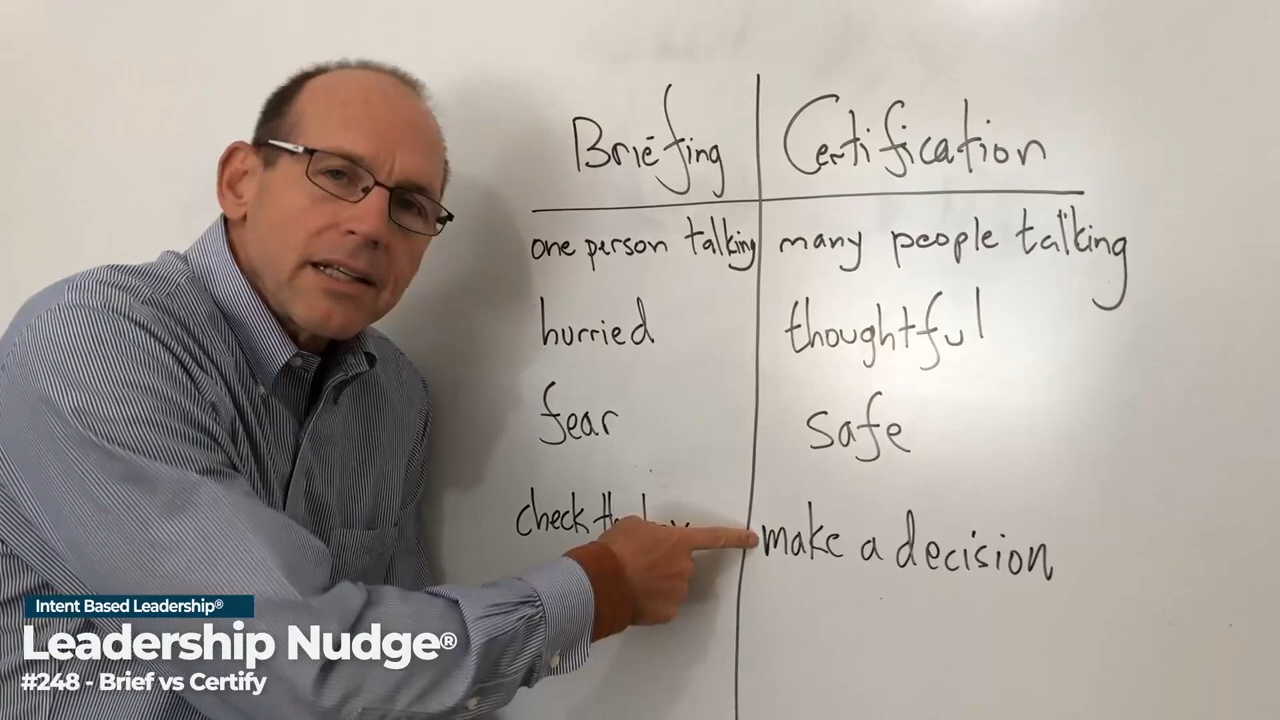 Briefing Certification
one person talking many people talking
hurried thoughtful
fear safe
check make a decision
Intent Based Leadership®
Leadership Nudge®
#248 - Brief vs Certify